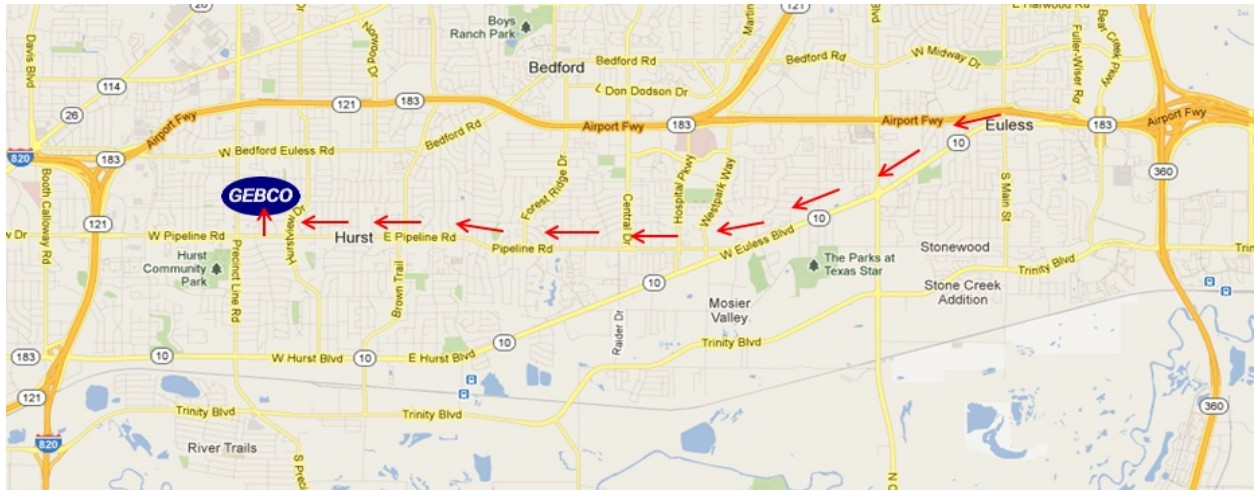 20
121
Boys
Ranch Park
E Harwood Rd
Davis Blvd
Norwood Dr
Bedford
Bedford Rd
W Midway Dr
Fuller-Wiser Rd
Bear Creek Pkwy
114
L Don Dodson Dr
26
121
183
Airport Fwy
Airport Fwy
183
Airport Fwy
Euless
183
Airport Fwy
820
183
W Bedford Euless Rd
Bedford Rd
10
360
Booth Calloway Rd
GEBCO
Forest Ridge Dr
Central Dr
Hospital Pkwy
Westpark Way
S Main St
121
10
W Pipeline Rd
Hurst
E Pipeline Rd
Pipeline Rd
W Euless Blvd
Stonewood
Hurst
Community
Park
Precinct Line Rd
Hurstview Dr
Brown Trail
The Parks at
Texas Star
Trinity Blvd
10
Stone Creek
Addition
Mosier
Valley
Raider Dr
Trinity Blvd
183
10
W Hurst Blvd
10
E Hurst Blvd
10
121
Trinity Blvd
Trinity Blvd
360
820
River Trails